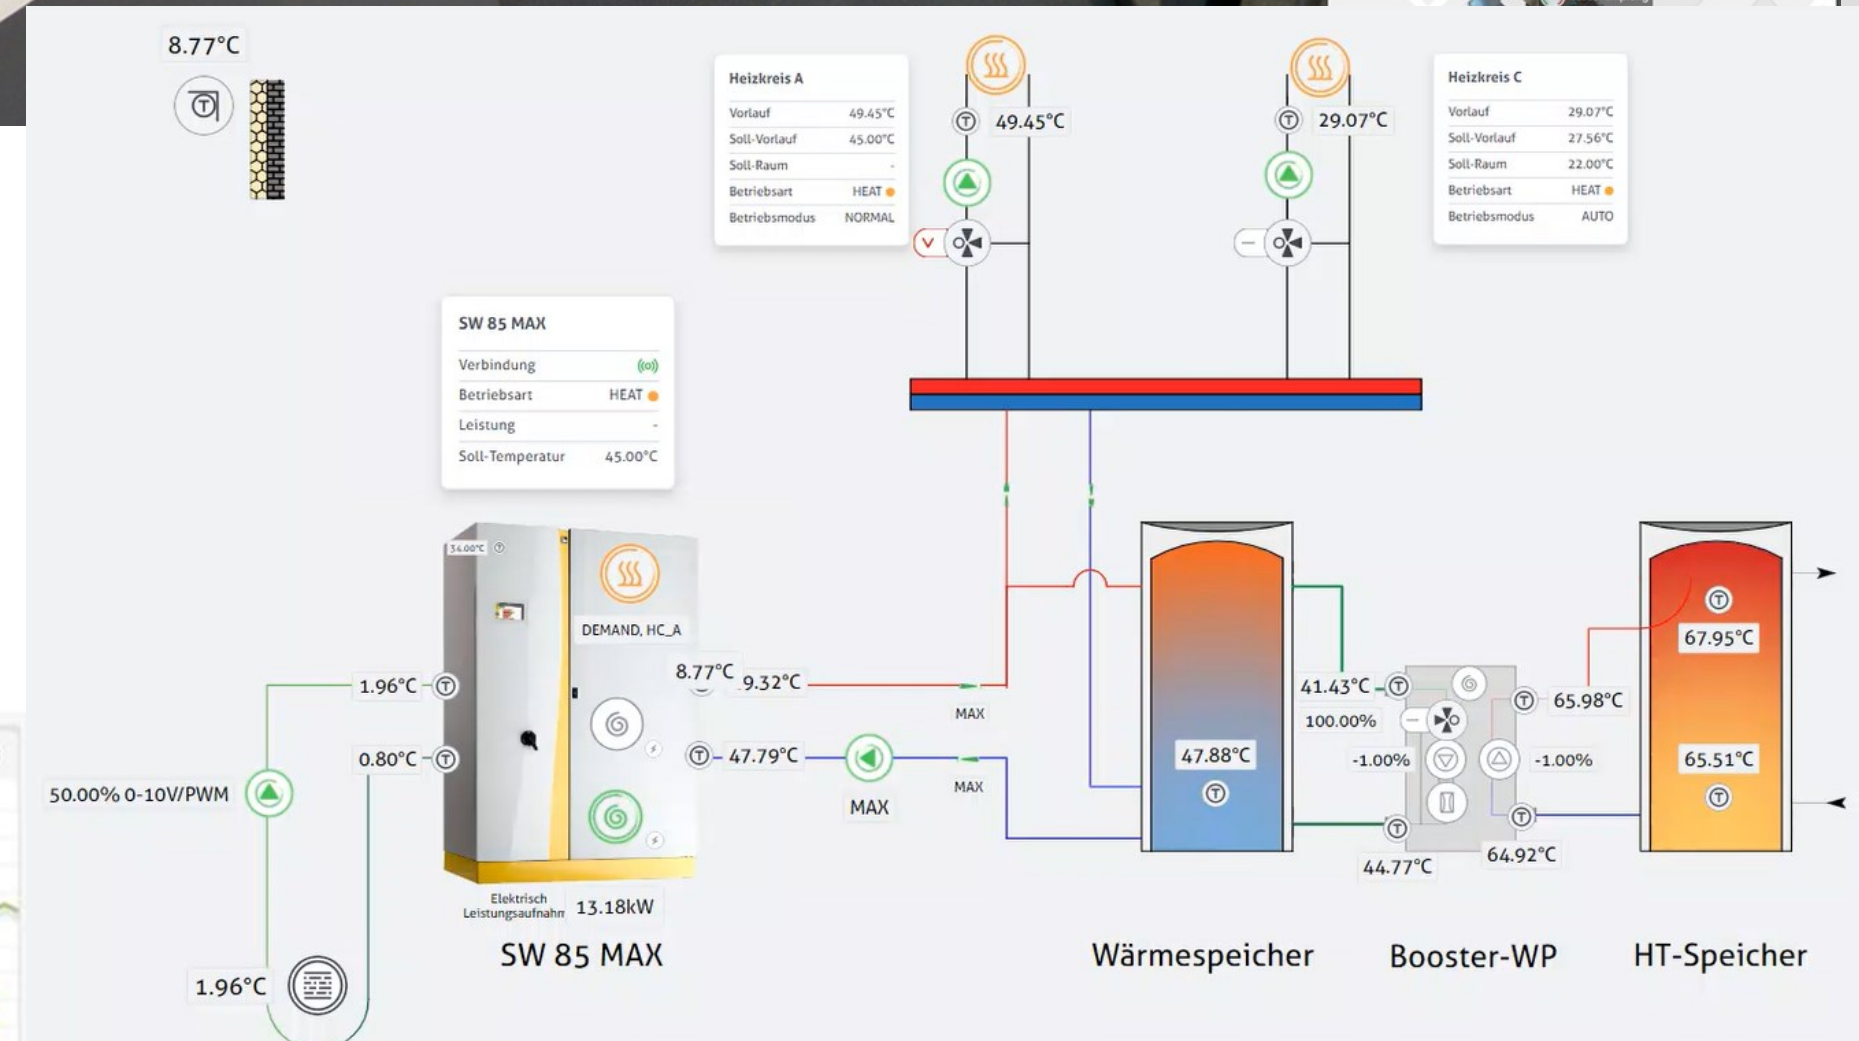 8.77°C
Heizkreis A
Vorlauf 49.45°C
Soll-Vorlauf 45.00°C
Soll-Raum -
Betriebsart HEAT
Betriebsmodus NORMAL
49.45°C
29.07°C
Heizkreis C
Vorlauf 29.07°C
Soll-Vorlauf 27.56°C
Soll-Raum 22.00°C
Betriebsart HEAT
Betriebsmodus AUTO
SW 85 MAX
Verbindung
Betriebsart HEAT
Leistung -
Soll-Temperatur 45.00°C
34.00°C
DEMAND, HC_A
8.77°C
9.32°C
MAX
1.96°C
0.80°C
50.00% 0-10V/PWM
47.79°C
MAX
MAX
47.88°C
41.43°C
100.00%
-1.00%
-1.00%
44.77°C
64.92°C
65.98°C
67.95°C
65.51°C
Elektrisch
Leistungsaufnahm
13.18kW
SW 85 MAX
Wärmespeicher
Booster-WP
HT-Speicher
1.96°C